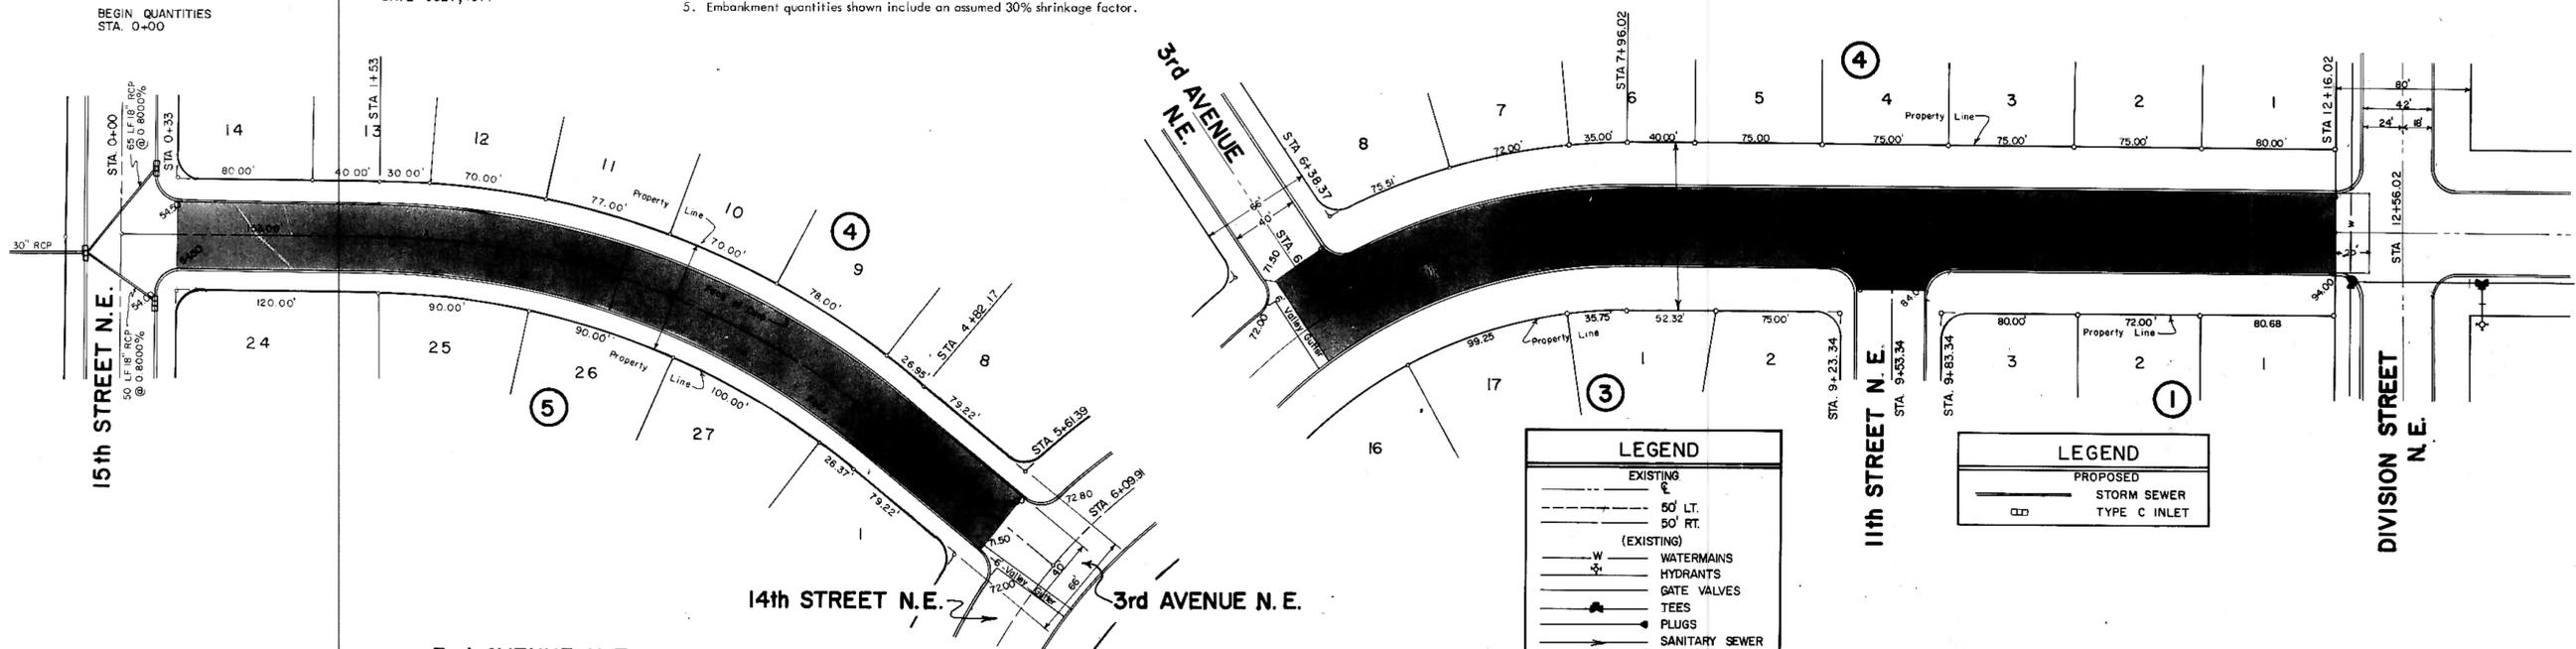 BEGIN QUANTITIES
STA. 0+00
5. Embankment quantities shown include an assumed 30% shrinkage factor.
STA. 0+00
65 LF 18" RCP
@ 0.8000%
STA. 0+33
STA 1+53
30" RCP
50 LF 18" RCP
@ 0.8000%
15th STREET N.E.
14
13
12
11
10
9
8
80.00'
40.00'
30.00'
70.00'
77.00'
Property Line
70.00'
78.00'
26.95'
STA 4+82.17
79.22'
STA 5+61.39
4
54.50
120.00'
90.00'
90.00'
Property Line
100.00'
26.37'
79.22'
24
25
26
27
1
5
72.80
STA 6+09.91
71.50
6' Valley Gutter
72.00'
40'
66'
14th STREET N.E.
3rd AVENUE N.E.
3rd AVENUE
N.E.
STA 6+38.37
66'
40'
STA 6
71.50
6' Valley Gutter
72.00'
8
7
6
5
4
3
2
1
4
STA 7+96.02
75.51'
72.00'
35.00'
40.00'
75.00
75.00'
Property Line
75.00'
75.00'
80.00'
STA 12+16.02
80'
42'
24'
18'
W
STA 12+56.02
94.00
99.25
Property Line
35.75'
52.32'
75.00'
16
17
1
2
3
STA. 9+23.34
11th STREET N.E.
STA. 9+53.34
STA. 9+83.34
80.00'
72.00'
Property Line
80.68
3
2
1
1
DIVISION STREET
N.E.
LEGEND
EXISTING
℄
50' LT.
50' RT.
(EXISTING)
W WATERMAINS
HYDRANTS
GATE VALVES
TEES
PLUGS
SANITARY SEWER
LEGEND
PROPOSED
STORM SEWER
TYPE C INLET